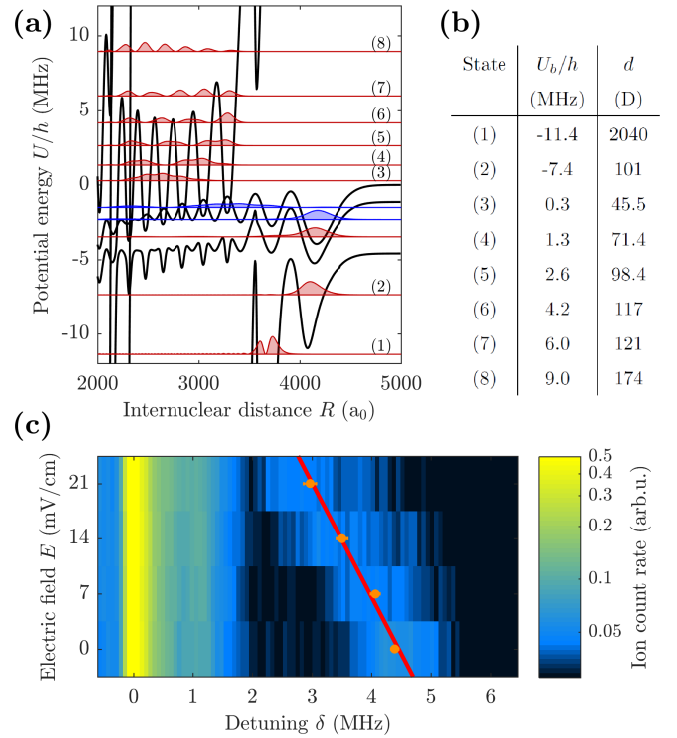 (a)
Potential energy U/h (MHz)
10
5
0
-5
-10
(8)
(7)
(6)
(5)
(4)
(3)
(2)
(1)
2000 3000 4000 5000
Internuclear distance R (a₀)
(b)
State U_b/h d
(MHz) (D)
(1) -11.4 2040
(2) -7.4 101
(3) 0.3 45.5
(4) 1.3 71.4
(5) 2.6 98.4
(6) 4.2 117
(7) 6.0 121
(8) 9.0 174
(c)
Electric field E (mV/cm)
21
14
7
0
0 1 2 3 4 5 6
Detuning δ (MHz)
0.5
0.4
0.3
0.2
0.1
0.05
Ion count rate (arb.u.)